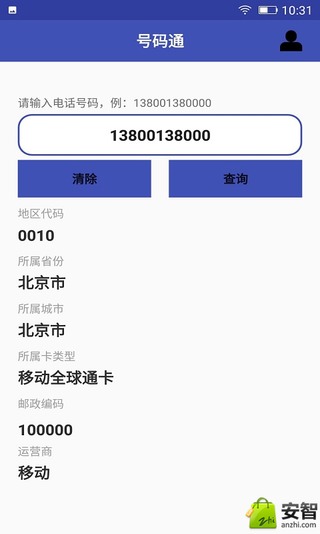 10:31
号码通
请输入电话号码，例：138001380000
13800138000
清除
查询
地区代码
0010
所属省份
北京市
所属城市
北京市
所属卡类型
移动全球通卡
邮政编码
100000
运营商
移动
Zhi
安智
anzhi.com